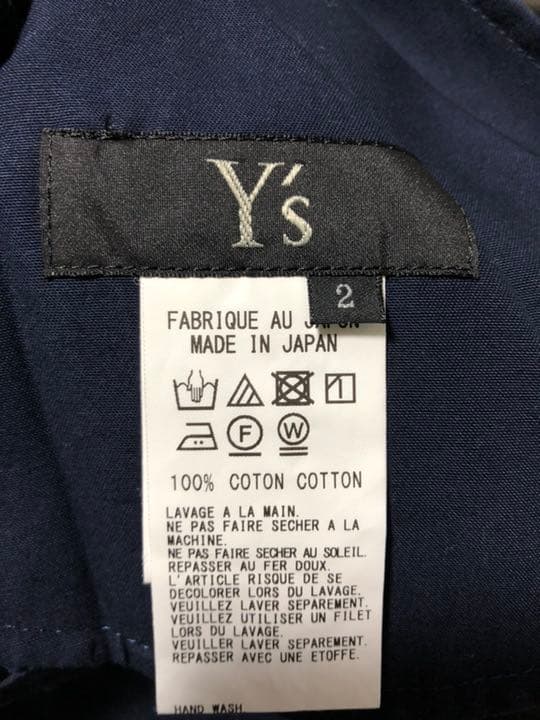 Y's
2
FABRIQUE AU JAPON
MADE IN JAPAN
F W
100% COTON COTTON
LAVAGE A LA MAIN.
NE PAS FAIRE SECHER A LA
MACHINE.
NE PAS FAIRE SECHER AU SOLEIL.
REPASSER AU FER DOUX.
L'ARTICLE RISQUE DE SE
DECOLORER LORS DU LAVAGE.
VEUILLEZ LAVER SEPAREMENT.
VEUILLEZ UTILISER UN FILET
LORS DU LAVAGE.
VEUILLER LAVER SEPAREMENT.
REPASSER AVEC UNE ETOFFE.
HAND WASH